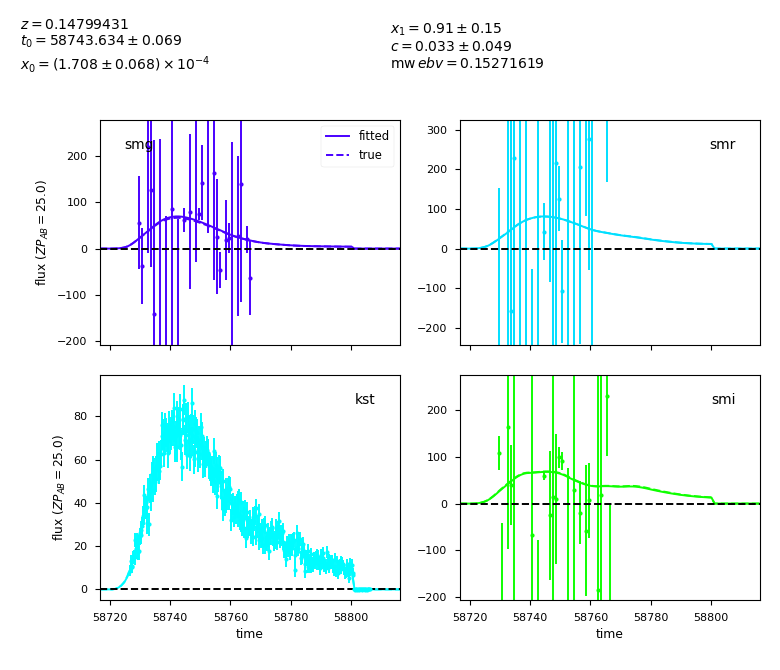 z = 0.14799431
t₀ = 58743.634 ± 0.069
x₀ = (1.708 ± 0.068) × 10⁻⁴
x₁ = 0.91 ± 0.15
c = 0.033 ± 0.049
mw ebv = 0.15271619
smg
fitted
true
200
100
0
−100
−200
flux (ZP_AB = 25.0)
smr
300
200
100
0
−100
−200
kst
80
60
40
20
0
flux (ZP_AB = 25.0)
58720 58740 58760 58780 58800
time
smi
200
100
0
−100
−200
58720 58740 58760 58780 58800
time